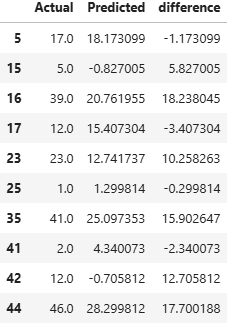 Actual Predicted difference
5 17.0 18.173099 -1.173099
15 5.0 -0.827005 5.827005
16 39.0 20.761955 18.238045
17 12.0 15.407304 -3.407304
23 23.0 12.741737 10.258263
25 1.0 1.299814 -0.299814
35 41.0 25.097353 15.902647
41 2.0 4.340073 -2.340073
42 12.0 -0.705812 12.705812
44 46.0 28.299812 17.700188